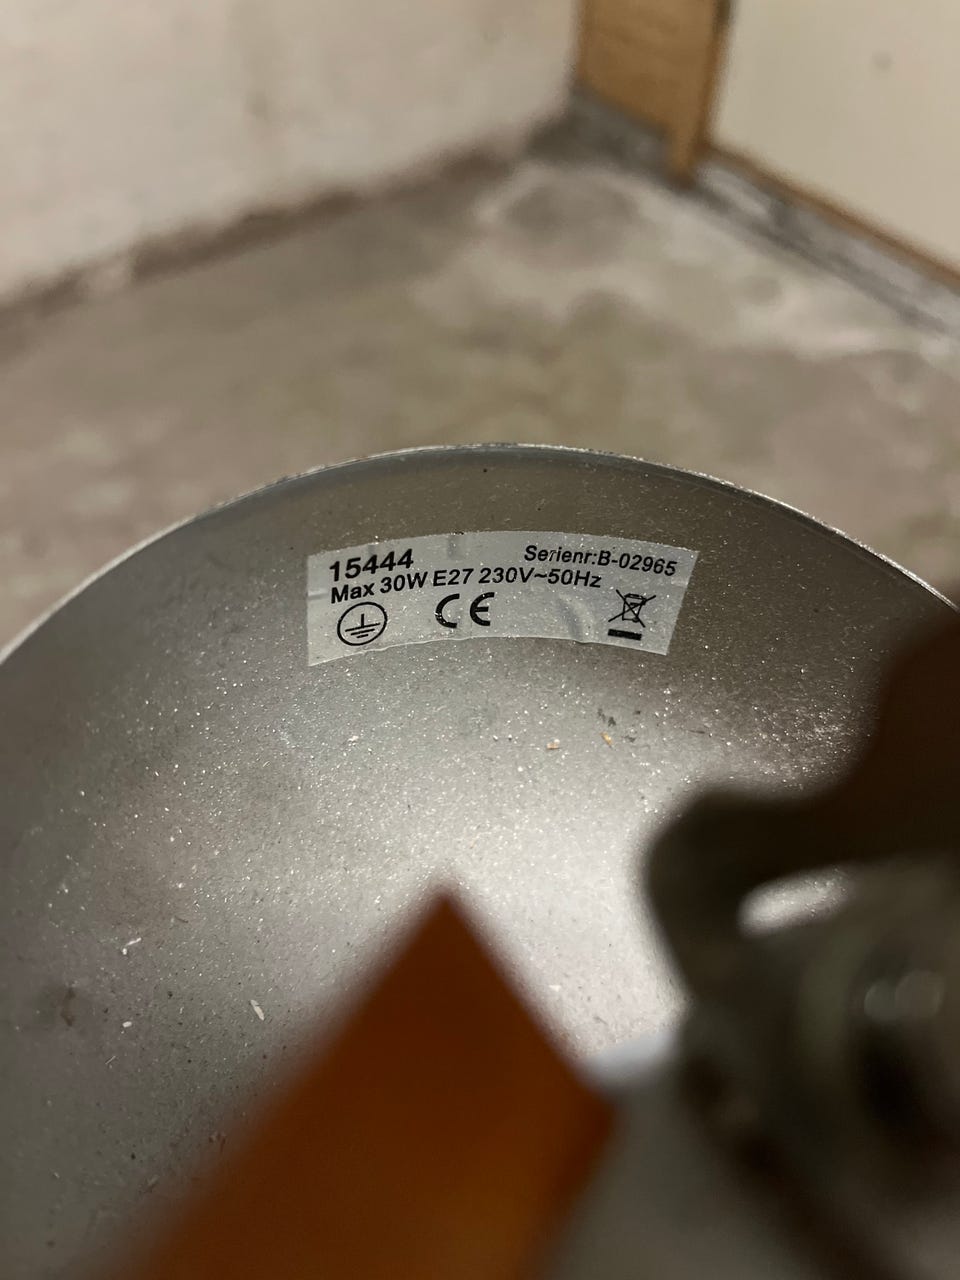 15444
Serienr:B-02965
Max 30W E27 230V~50Hz
CE